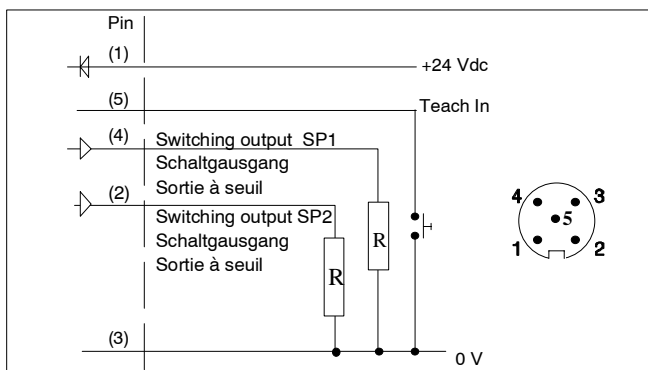 Pin
(1)
+24 Vdc
(5)
Teach In
(4)
Switching output SP1
Schaltgausgang
Sortie à seuil
(2)
Switching output SP2
Schaltgausgang
Sortie à seuil
R
R
(3)
0 V
4 3
5
1 2